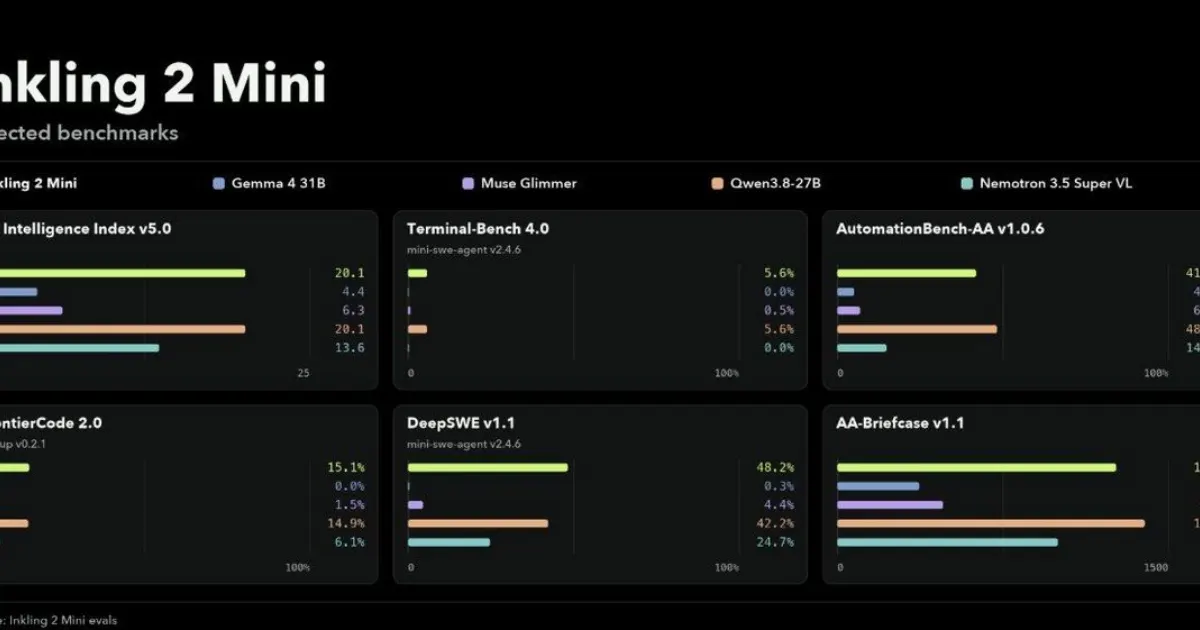 nkling 2 Mini
ected benchmarks
kling 2 Mini
Gemma 4 31B
Muse Glimmer
Qwen3.8-27B
Nemotron 3.5 Super VL
Intelligence Index v5.0
20.1
4.4
6.3
20.1
13.6
25
Terminal-Bench 4.0
mini-swe-agent v2.4.6
5.6%
0.0%
0.5%
5.6%
0.0%
0 100%
AutomationBench-AA v1.0.6
41
4
6
48
14
0 100%
ontierCode 2.0
up v0.2.1
15.1%
0.0%
1.5%
14.9%
6.1%
100%
DeepSWE v1.1
mini-swe-agent v2.4.6
48.2%
0.3%
4.4%
42.2%
24.7%
0 100%
AA-Briefcase v1.1
1
1
0 1500
e: Inkling 2 Mini evals